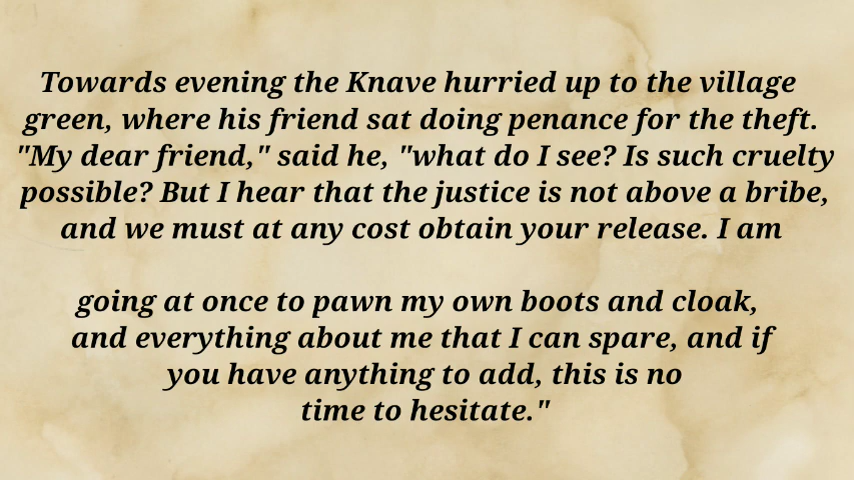 Towards evening the Knave hurried up to the village
green, where his friend sat doing penance for the theft.
"My dear friend," said he, "what do I see? Is such cruelty
possible? But I hear that the justice is not above a bribe,
and we must at any cost obtain your release. I am
going at once to pawn my own boots and cloak,
and everything about me that I can spare, and if
you have anything to add, this is no
time to hesitate."